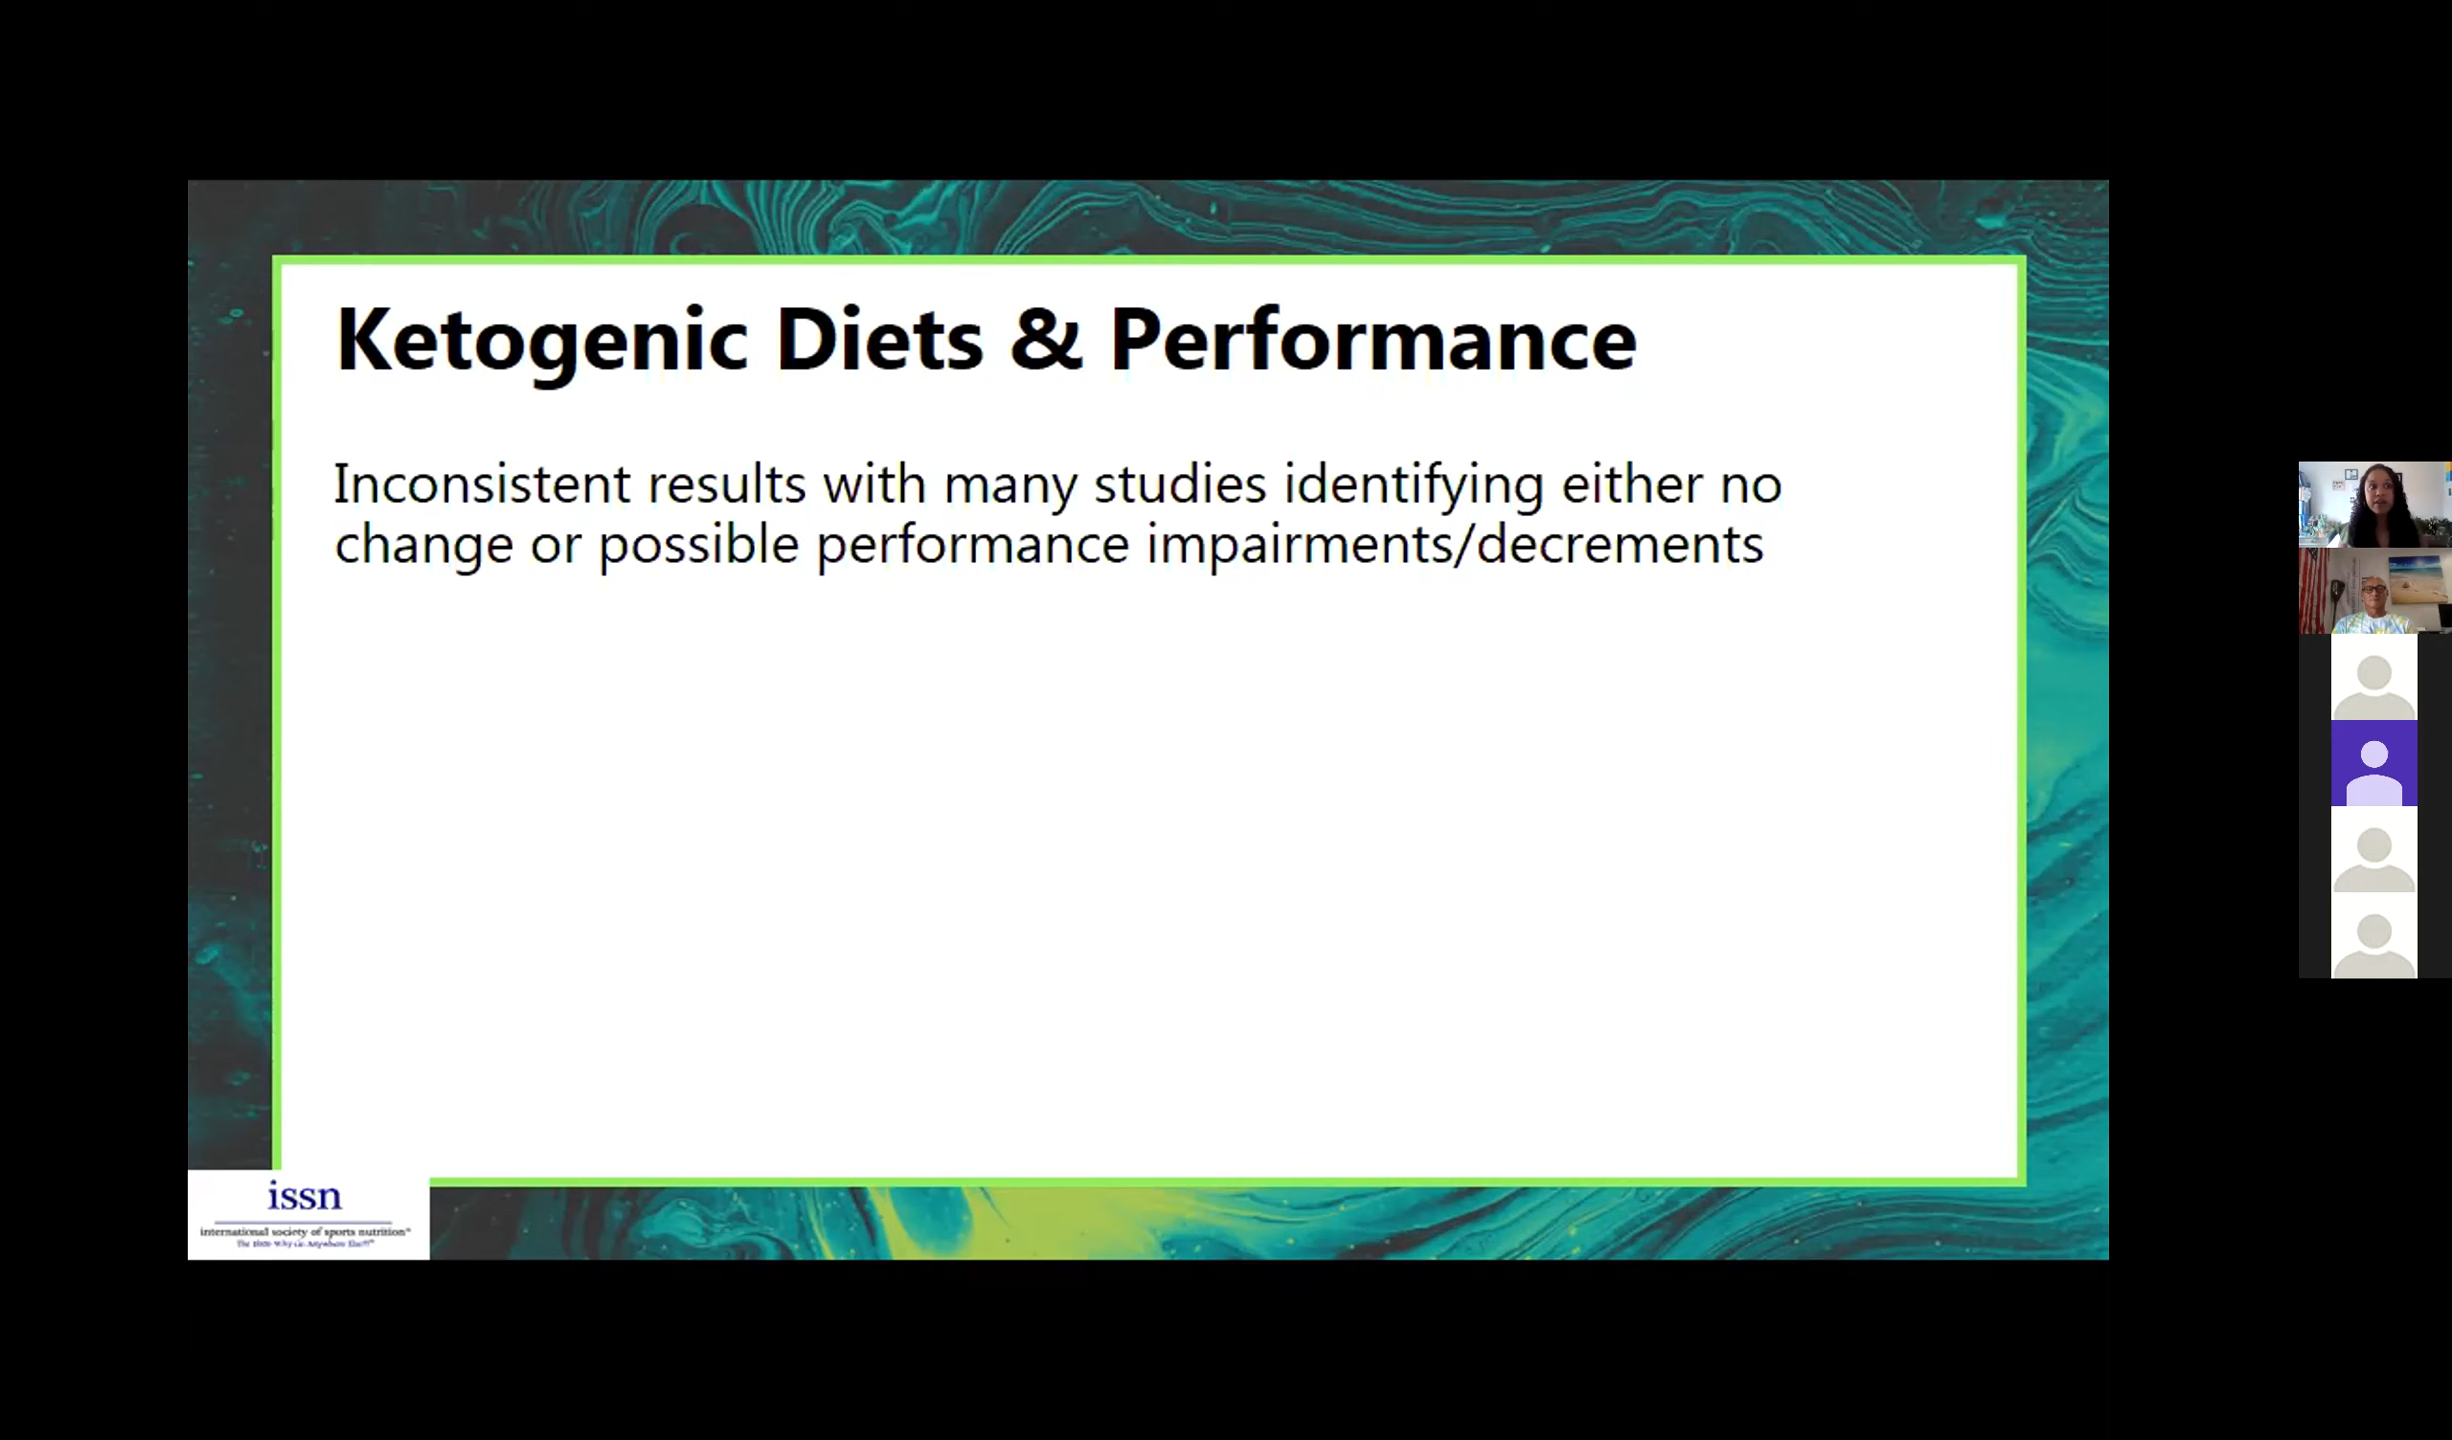 Ketogenic Diets & Performance
Inconsistent results with many studies identifying either no
change or possible performance impairments/decrements
issn
international society of sports nutrition®